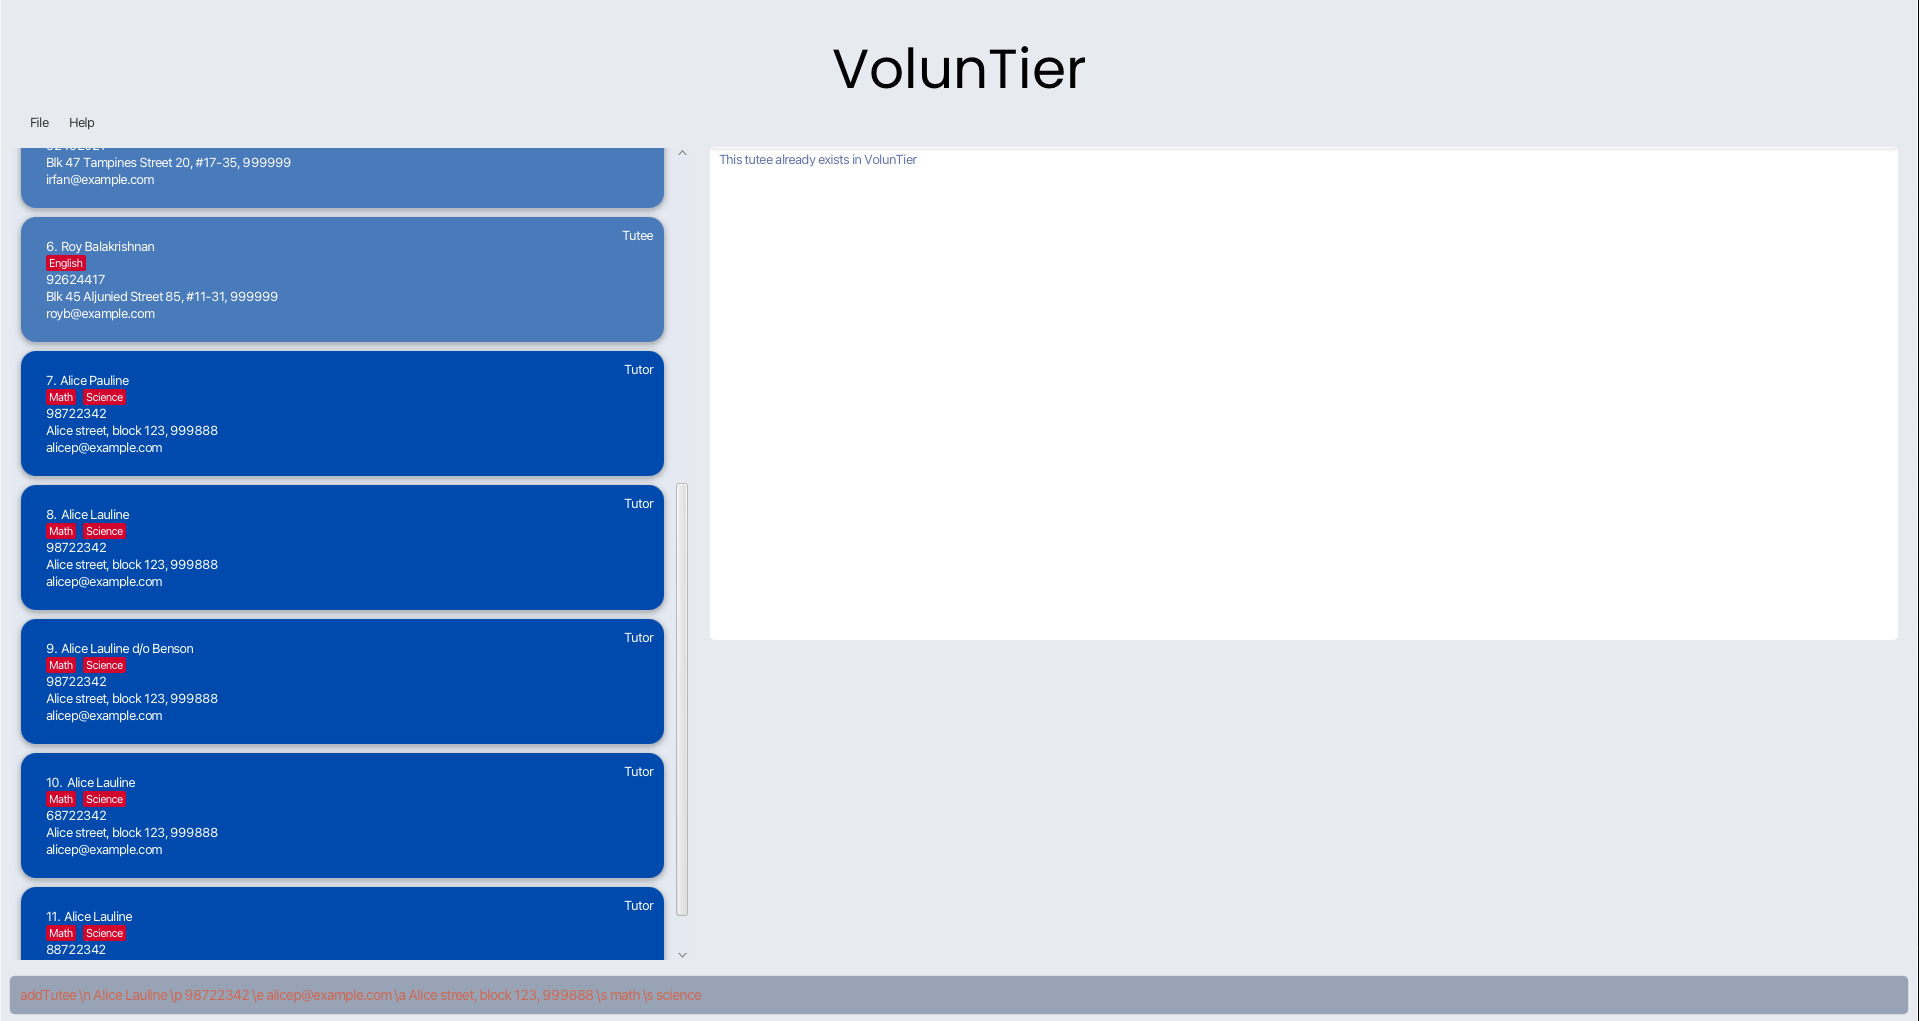 VolunTier
File Help
Blk 47 Tampines Street 20, #17-35, 999999
irfan@example.com
Tutee
6. Roy Balakrishnan
English
92624417
Blk 45 Aljunied Street 85, #11-31, 999999
royb@example.com
Tutor
7. Alice Pauline
Math Science
98722342
Alice street, block 123, 999888
alicep@example.com
Tutor
8. Alice Lauline
Math Science
98722342
Alice street, block 123, 999888
alicep@example.com
Tutor
9. Alice Lauline d/o Benson
Math Science
98722342
Alice street, block 123, 999888
alicep@example.com
Tutor
10. Alice Lauline
Math Science
68722342
Alice street, block 123, 999888
alicep@example.com
Tutor
11. Alice Lauline
Math Science
88722342
This tutee already exists in VolunTier
addTutee \n Alice Lauline \p 98722342 \e alicep@example.com \a Alice street, block 123, 999888 \s math \s science